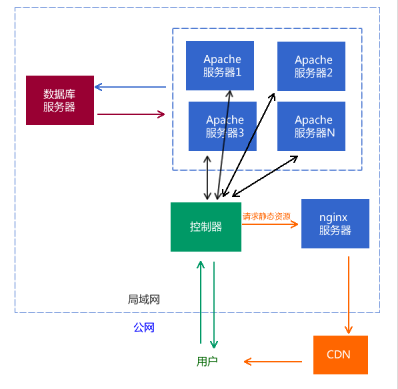 Apache
服务器1
Apache
服务器2
数据库
服务器
Apache
服务器3
Apache
服务器N
控制器
请求静态资源
nginx
服务器
局域网
公网
用户
CDN